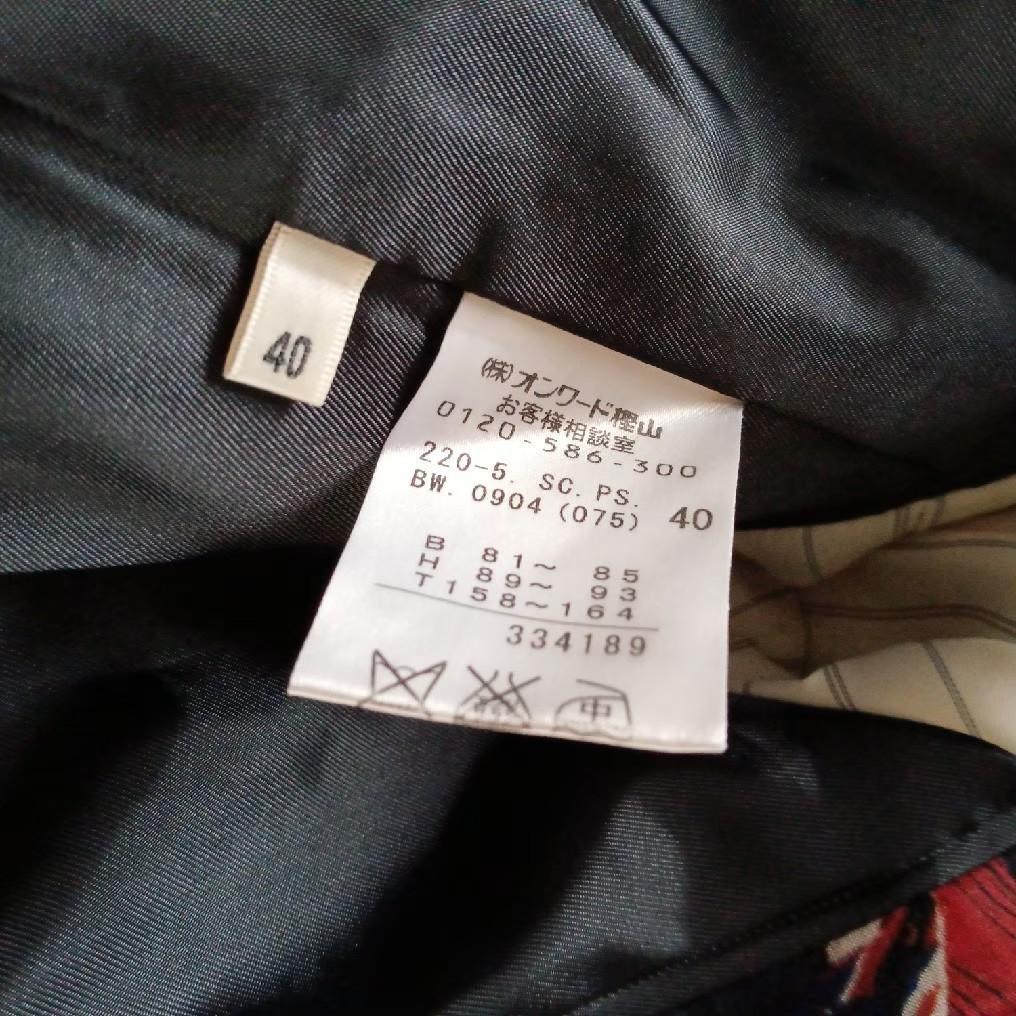 40
(株)オンワード樫山
お客様相談室
0120-586-300
220-5. SC. PS.
BW. 0904 (075) 40
B 81～ 85
H 89～ 93
T158～164
334189
中